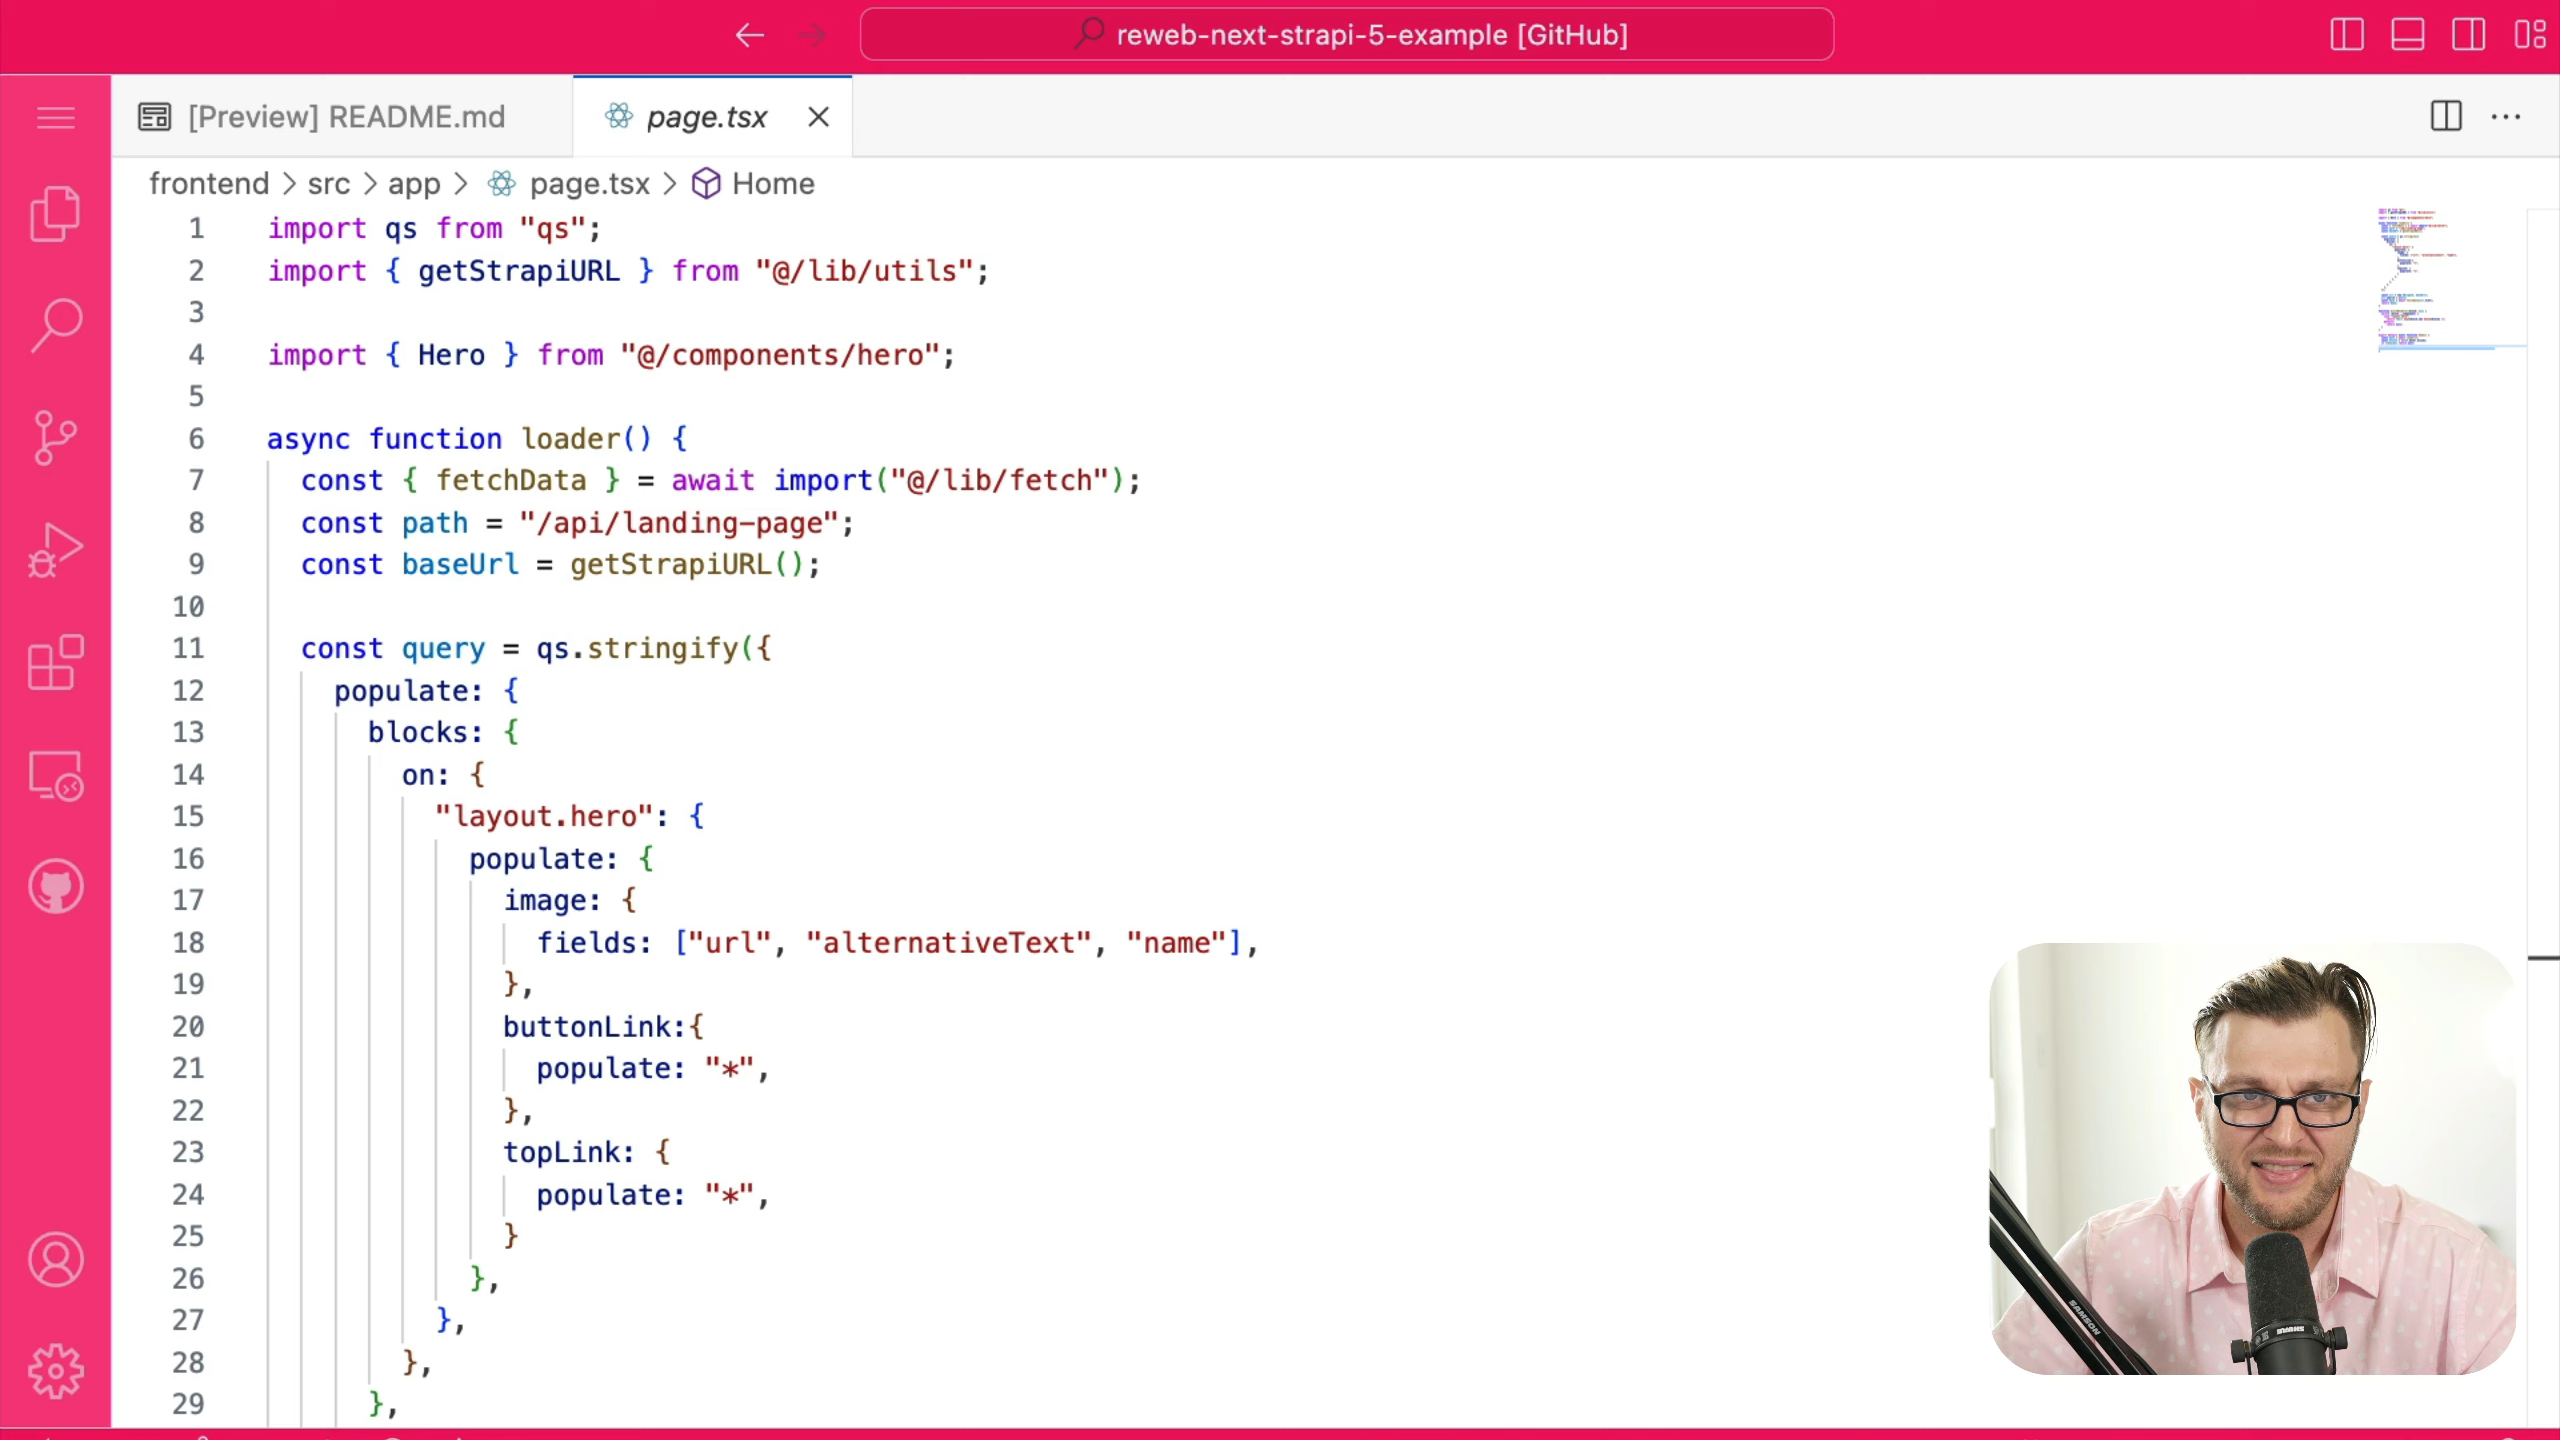 reweb-next-strapi-5-example [GitHub]
[Preview] README.md
page.tsx
frontend > src > app > page.tsx > Home
1 import qs from "qs";
2 import { getStrapiURL } from "@/lib/utils";
3
4 import { Hero } from "@/components/hero";
5
6 async function loader() {
7 const { fetchData } = await import("@/lib/fetch");
8 const path = "/api/landing-page";
9 const baseUrl = getStrapiURL();
10
11 const query = qs.stringify({
12 populate: {
13 blocks: {
14 on: {
15 "layout.hero": {
16 populate: {
17 image: {
18 fields: ["url", "alternativeText", "name"],
19 },
20 buttonLink:{
21 populate: "*",
22 },
23 topLink: {
24 populate: "*",
25 }
26 },
27 },
28 },
29 },
SAMSON
SHURE